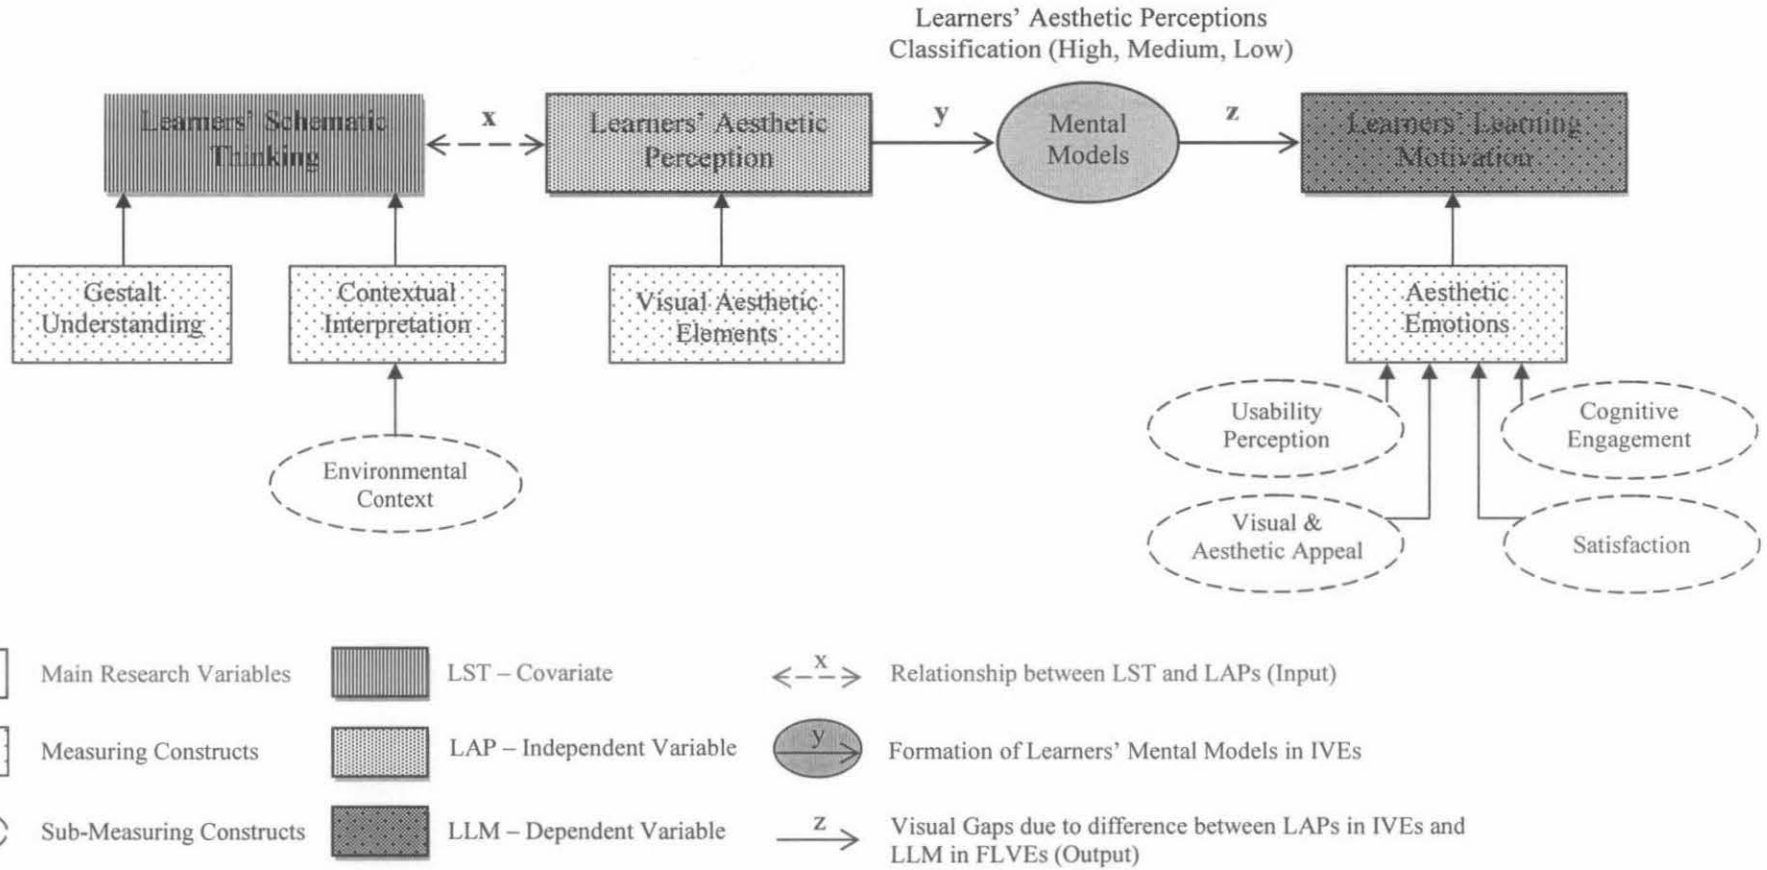 Learners' Aesthetic Perceptions
Classification (High, Medium, Low)
Learners' Schematic
Thinking
x
Learners' Aesthetic
Perception
y
Mental
Models
z
Learners' Learning
Motivation
Gestalt
Understanding
Contextual
Interpretation
Visual Aesthetic
Elements
Aesthetic
Emotions
Environmental
Context
Usability
Perception
Cognitive
Engagement
Visual &
Aesthetic Appeal
Satisfaction
Main Research Variables
LST – Covariate
x
Relationship between LST and LAPs (Input)
Measuring Constructs
LAP – Independent Variable
y
Formation of Learners' Mental Models in IVEs
Sub-Measuring Constructs
LLM – Dependent Variable
z
Visual Gaps due to difference between LAPs in IVEs and
LLM in FLVEs (Output)